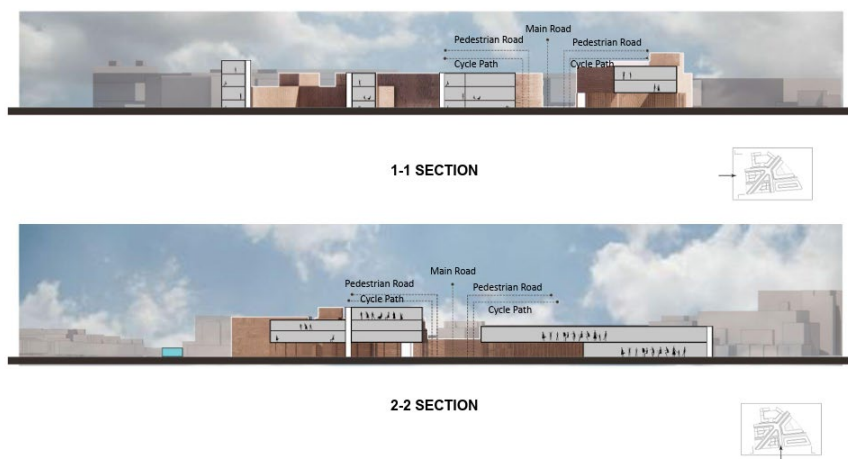 Main Road
Pedestrian Road
Pedestrian Road
Cycle Path
Cycle Path
1-1 SECTION
Main Road
Pedestrian Road
Pedestrian Road
Cycle Path
Cycle Path
2-2 SECTION